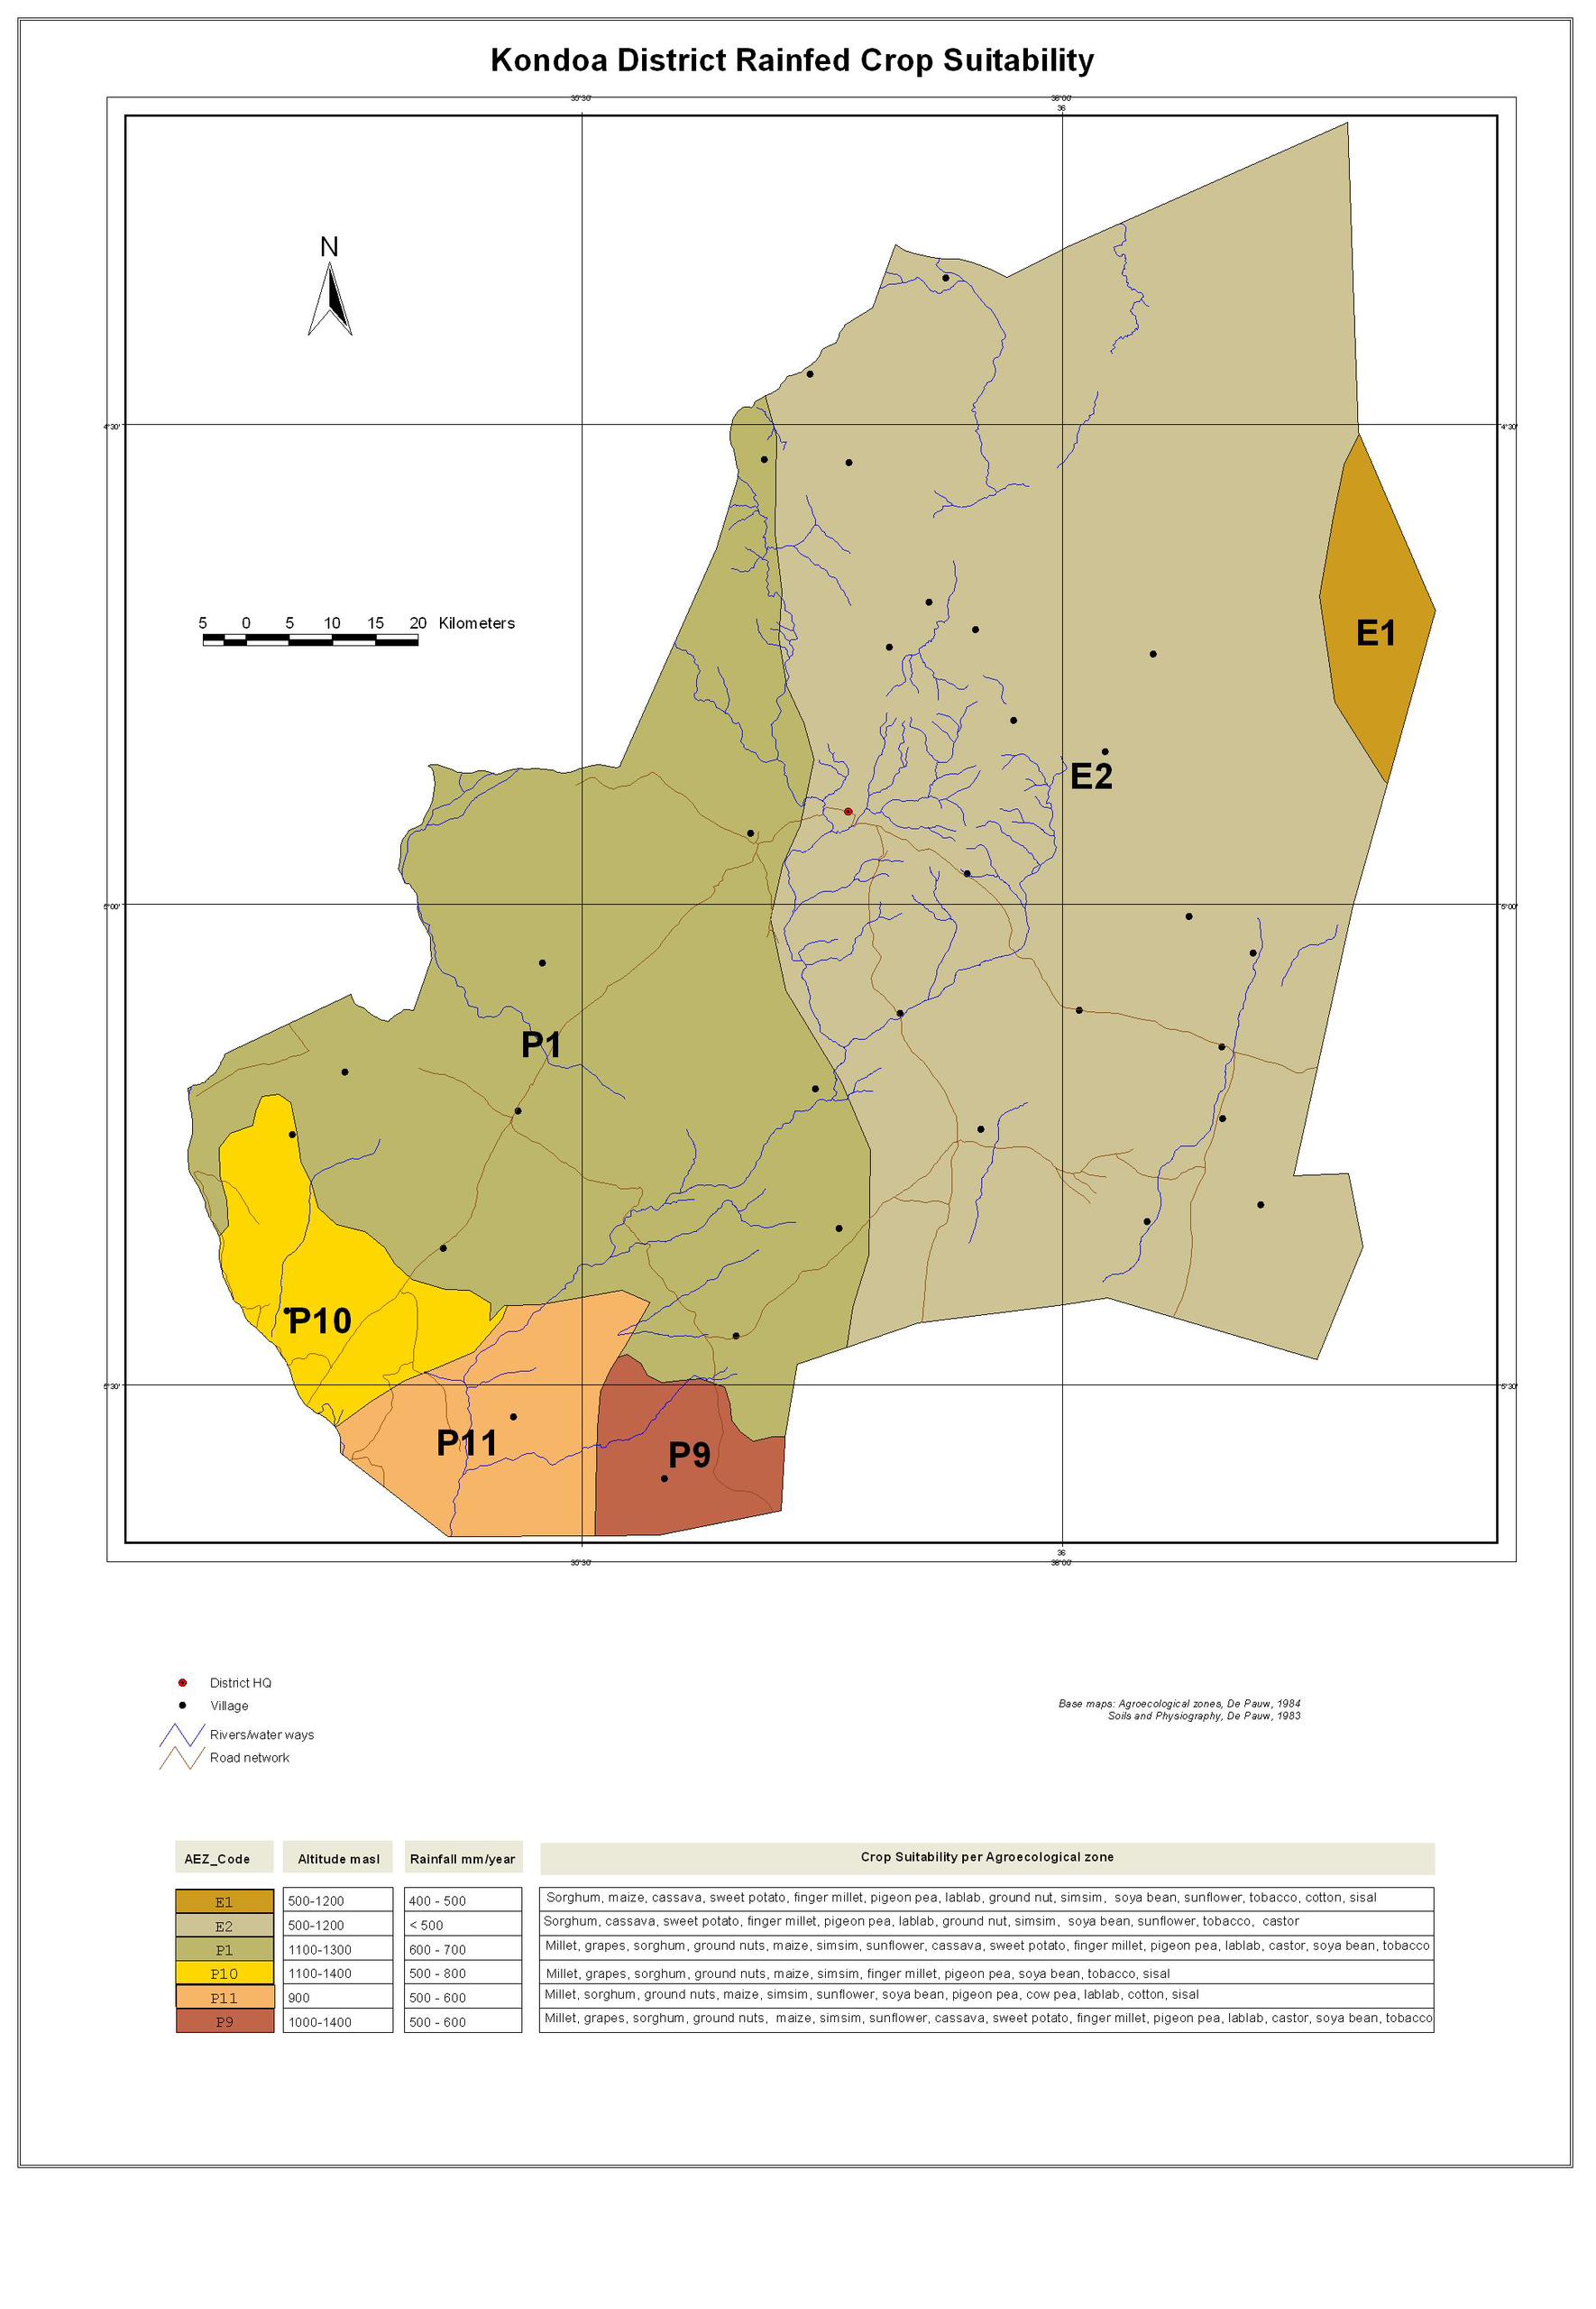 Kondoa District Rainfed Crop Suitability
35°30' 36°00'
36
N
4°30' 4°30'
5 0 5 10 15 20 Kilometers
E1
E2
5°00' 5°00'
P1
P10
5°30' 5°30'
P11
P9
36
35°30' 36°00'
District HQ
Village
Rivers/water ways
Road network
Base maps: Agroecological zones, De Pauw, 1984
Soils and Physiography, De Pauw, 1983
AEZ_Code Altitude masl Rainfall mm/year Crop Suitability per Agroecological zone
E1 500-1200 400 - 500 Sorghum, maize, cassava, sweet potato, finger millet, pigeon pea, lablab, ground nut, simsim, soya bean, sunflower, tobacco, cotton, sisal
E2 500-1200 < 500 Sorghum, cassava, sweet potato, finger millet, pigeon pea, lablab, ground nut, simsim, soya bean, sunflower, tobacco, castor
P1 1100-1300 600 - 700 Millet, grapes, sorghum, ground nuts, maize, simsim, sunflower, cassava, sweet potato, finger millet, pigeon pea, lablab, castor, soya bean, tobacco
P10 1100-1400 500 - 800 Millet, grapes, sorghum, ground nuts, maize, simsim, finger millet, pigeon pea, soya bean, tobacco, sisal
P11 900 500 - 600 Millet, sorghum, ground nuts, maize, simsim, sunflower, soya bean, pigeon pea, cow pea, lablab, cotton, sisal
P9 1000-1400 500 - 600 Millet, grapes, sorghum, ground nuts, maize, simsim, sunflower, cassava, sweet potato, finger millet, pigeon pea, lablab, castor, soya bean, tobacco